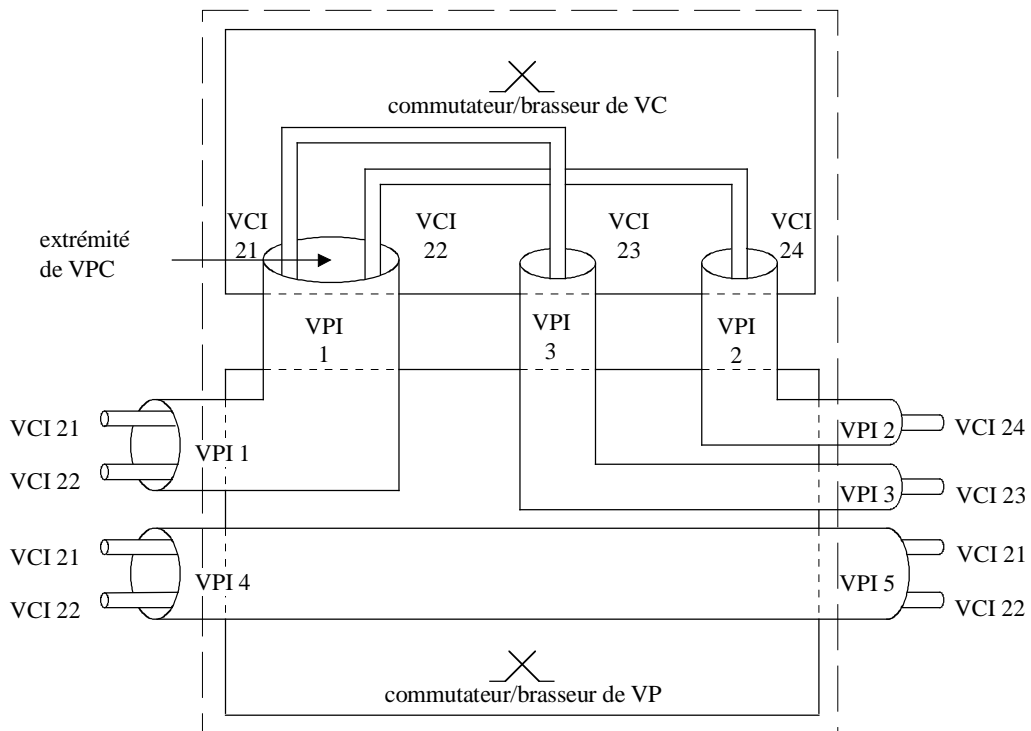 commutateur/brasseur de VC
VCI
21
VCI
22
VCI
23
VCI
24
extrémité
de VPC
VPI
1
VPI
3
VPI
2
VCI 21
VCI 22
VPI 1
VPI 2
VCI 24
VPI 3
VCI 23
VCI 21
VCI 22
VPI 4
VPI 5
VCI 21
VCI 22
commutateur/brasseur de VP